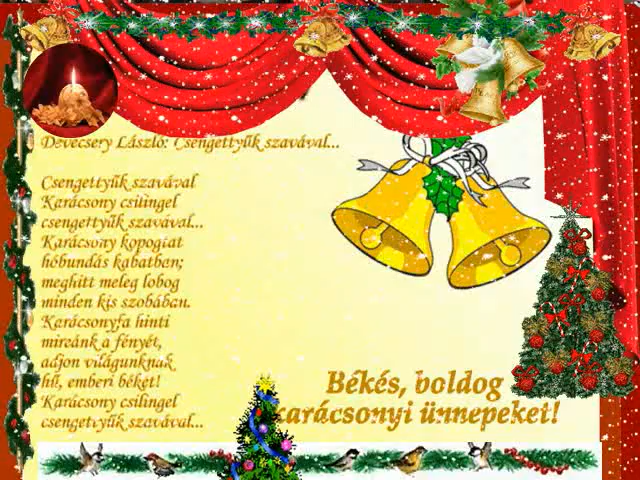 Devecsery László: Csengettyűk szavával...
Csengettyűk szavával
Karácsony csilingel
csengettyűk szavával...
Karácsony kopogtat
hóbundás kabátban;
meghitt meleg lobog
minden kis szobában.
Karácsonyfa hinti
mireánk a fényét,
adjon világunknak
hű, emberi békét!
Karácsony csilingel
csengettyűk szavával...
Békés, boldog
karácsonyi ünnepeket!